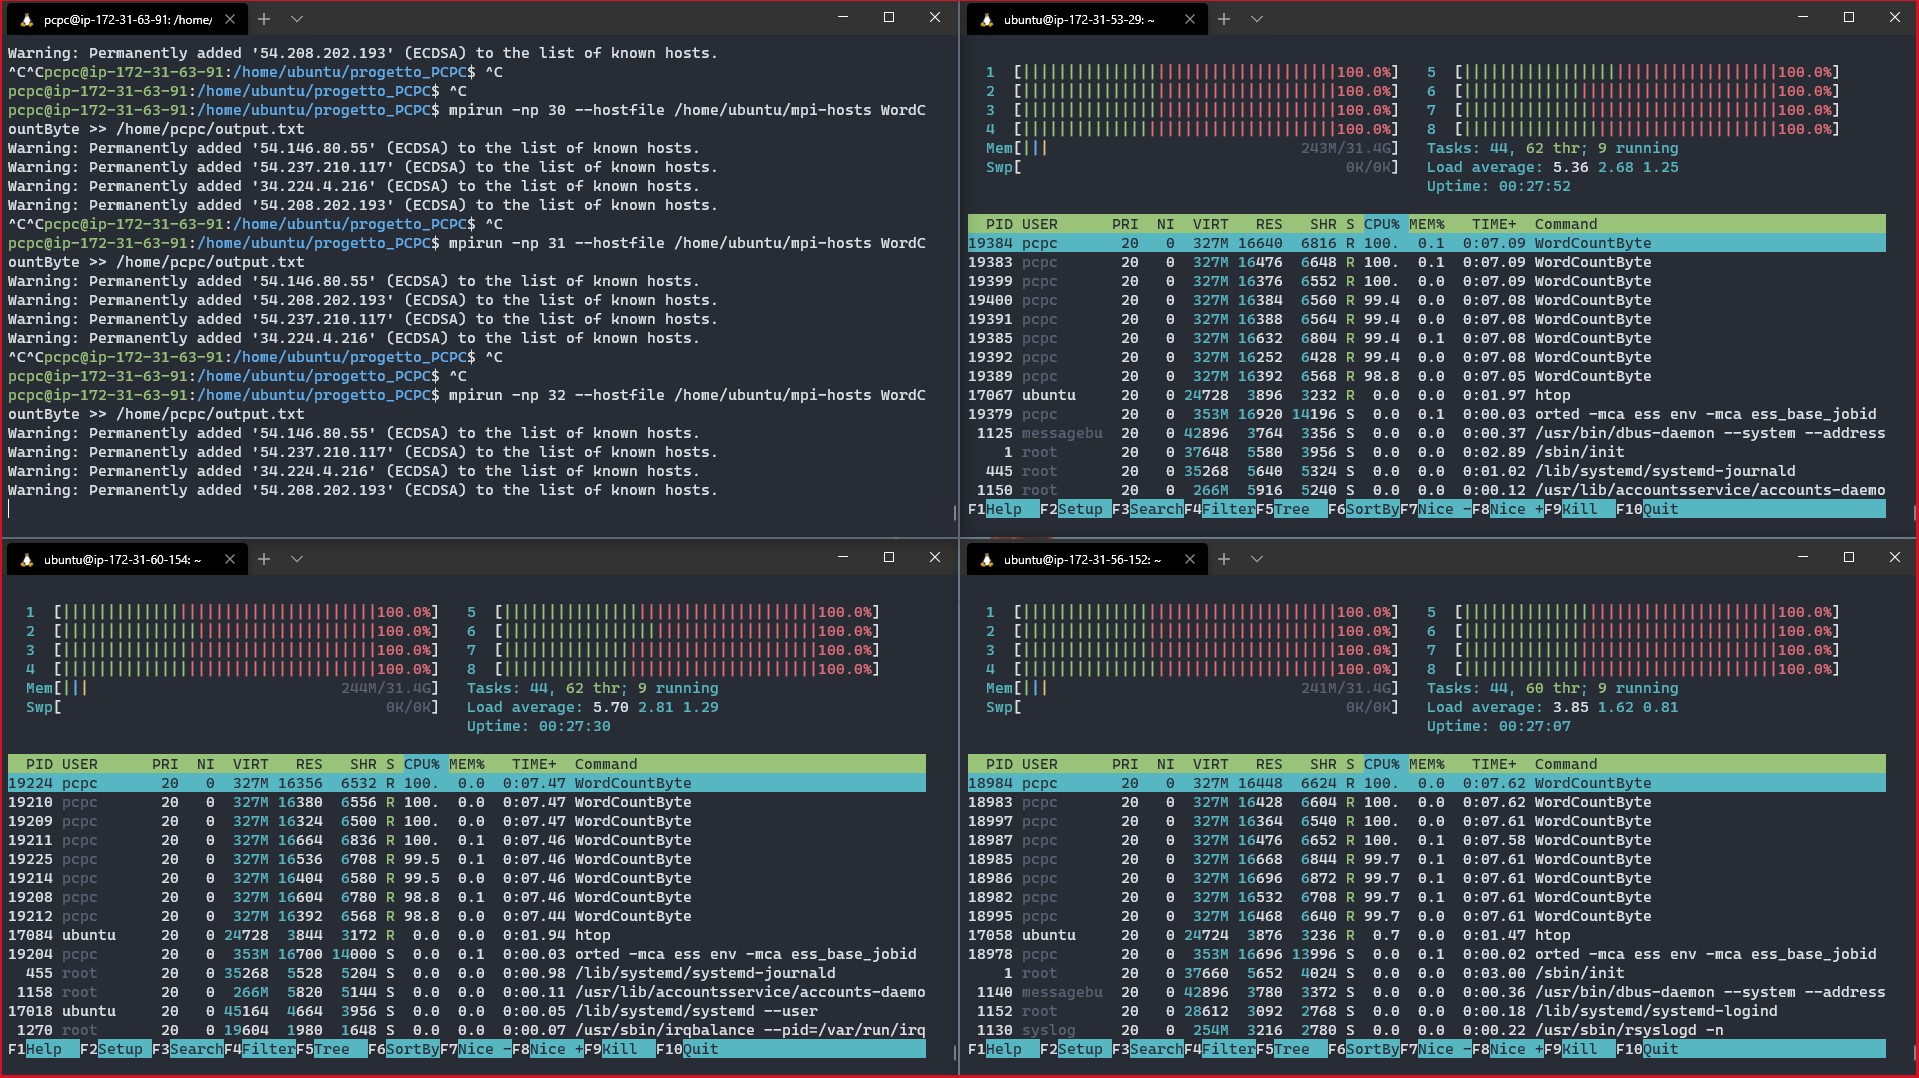 pcpc@ip-172-31-63-91: /home/
Warning: Permanently added '54.208.202.193' (ECDSA) to the list of known hosts.
^C^Cpcpc@ip-172-31-63-91:/home/ubuntu/progetto_PCPC$ ^C
pcpc@ip-172-31-63-91:/home/ubuntu/progetto_PCPC$ ^C
pcpc@ip-172-31-63-91:/home/ubuntu/progetto_PCPC$ mpirun -np 30 --hostfile /home/ubuntu/mpi-hosts WordC
ountByte >> /home/pcpc/output.txt
Warning: Permanently added '54.146.80.55' (ECDSA) to the list of known hosts.
Warning: Permanently added '54.237.210.117' (ECDSA) to the list of known hosts.
Warning: Permanently added '34.224.4.216' (ECDSA) to the list of known hosts.
Warning: Permanently added '54.208.202.193' (ECDSA) to the list of known hosts.
^C^Cpcpc@ip-172-31-63-91:/home/ubuntu/progetto_PCPC$ ^C
pcpc@ip-172-31-63-91:/home/ubuntu/progetto_PCPC$ mpirun -np 31 --hostfile /home/ubuntu/mpi-hosts WordC
ountByte >> /home/pcpc/output.txt
Warning: Permanently added '54.146.80.55' (ECDSA) to the list of known hosts.
Warning: Permanently added '54.208.202.193' (ECDSA) to the list of known hosts.
Warning: Permanently added '54.237.210.117' (ECDSA) to the list of known hosts.
Warning: Permanently added '34.224.4.216' (ECDSA) to the list of known hosts.
^C^Cpcpc@ip-172-31-63-91:/home/ubuntu/progetto_PCPC$ ^C
pcpc@ip-172-31-63-91:/home/ubuntu/progetto_PCPC$ ^C
pcpc@ip-172-31-63-91:/home/ubuntu/progetto_PCPC$ mpirun -np 32 --hostfile /home/ubuntu/mpi-hosts WordC
ountByte >> /home/pcpc/output.txt
Warning: Permanently added '54.146.80.55' (ECDSA) to the list of known hosts.
Warning: Permanently added '54.237.210.117' (ECDSA) to the list of known hosts.
Warning: Permanently added '34.224.4.216' (ECDSA) to the list of known hosts.
Warning: Permanently added '54.208.202.193' (ECDSA) to the list of known hosts.
ubuntu@ip-172-31-53-29: ~
1 [100.0%] 5 [100.0%]
2 [100.0%] 6 [100.0%]
3 [100.0%] 7 [100.0%]
4 [100.0%] 8 [100.0%]
Mem[243M/31.4G] Tasks: 44, 62 thr; 9 running
Swp[0K/0K] Load average: 5.36 2.68 1.25
Uptime: 00:27:52
PID USER PRI NI VIRT RES SHR S CPU% MEM% TIME+ Command
19384 pcpc 20 0 327M 16640 6816 R 100. 0.1 0:07.09 WordCountByte
19383 pcpc 20 0 327M 16476 6648 R 100. 0.1 0:07.09 WordCountByte
19399 pcpc 20 0 327M 16376 6552 R 100. 0.0 0:07.09 WordCountByte
19400 pcpc 20 0 327M 16384 6560 R 99.4 0.0 0:07.08 WordCountByte
19391 pcpc 20 0 327M 16388 6564 R 99.4 0.0 0:07.08 WordCountByte
19385 pcpc 20 0 327M 16632 6804 R 99.4 0.1 0:07.08 WordCountByte
19392 pcpc 20 0 327M 16252 6428 R 99.4 0.0 0:07.08 WordCountByte
19389 pcpc 20 0 327M 16392 6568 R 98.8 0.0 0:07.05 WordCountByte
17067 ubuntu 20 0 24728 3896 3232 R 0.0 0.0 0:01.97 htop
19379 pcpc 20 0 353M 16920 14196 S 0.0 0.1 0:00.03 orted -mca ess env -mca ess_base_jobid
1125 messagebu 20 0 42896 3764 3356 S 0.0 0.0 0:00.37 /usr/bin/dbus-daemon --system --address
1 root 20 0 37648 5580 3956 S 0.0 0.0 0:02.89 /sbin/init
445 root 20 0 35268 5640 5324 S 0.0 0.0 0:01.02 /lib/systemd/systemd-journald
1150 root 20 0 266M 5916 5240 S 0.0 0.0 0:00.12 /usr/lib/accountsservice/accounts-daemo
F1Help F2Setup F3SearchF4FilterF5Tree F6SortByF7Nice -F8Nice +F9Kill F10Quit
ubuntu@ip-172-31-60-154: ~
1 [100.0%] 5 [100.0%]
2 [100.0%] 6 [100.0%]
3 [100.0%] 7 [100.0%]
4 [100.0%] 8 [100.0%]
Mem[244M/31.4G] Tasks: 44, 62 thr; 9 running
Swp[0K/0K] Load average: 5.70 2.81 1.29
Uptime: 00:27:30
PID USER PRI NI VIRT RES SHR S CPU% MEM% TIME+ Command
19224 pcpc 20 0 327M 16356 6532 R 100. 0.0 0:07.47 WordCountByte
19210 pcpc 20 0 327M 16380 6556 R 100. 0.0 0:07.47 WordCountByte
19209 pcpc 20 0 327M 16324 6500 R 100. 0.0 0:07.47 WordCountByte
19211 pcpc 20 0 327M 16664 6836 R 100. 0.1 0:07.46 WordCountByte
19225 pcpc 20 0 327M 16536 6708 R 99.5 0.1 0:07.46 WordCountByte
19214 pcpc 20 0 327M 16404 6580 R 99.5 0.0 0:07.46 WordCountByte
19208 pcpc 20 0 327M 16604 6780 R 98.8 0.1 0:07.46 WordCountByte
19212 pcpc 20 0 327M 16392 6568 R 98.8 0.0 0:07.44 WordCountByte
17084 ubuntu 20 0 24728 3844 3172 R 0.0 0.0 0:01.94 htop
19204 pcpc 20 0 353M 16700 14000 S 0.0 0.1 0:00.03 orted -mca ess env -mca ess_base_jobid
455 root 20 0 35268 5528 5204 S 0.0 0.0 0:00.98 /lib/systemd/systemd-journald
1158 root 20 0 266M 5820 5144 S 0.0 0.0 0:00.11 /usr/lib/accountsservice/accounts-daemo
17018 ubuntu 20 0 45164 4664 3956 S 0.0 0.0 0:00.05 /lib/systemd/systemd --user
1270 root 20 0 19604 1980 1648 S 0.0 0.0 0:00.07 /usr/sbin/irqbalance --pid=/var/run/irq
F1Help F2Setup F3SearchF4FilterF5Tree F6SortByF7Nice -F8Nice +F9Kill F10Quit
ubuntu@ip-172-31-56-152: ~
1 [100.0%] 5 [100.0%]
2 [100.0%] 6 [100.0%]
3 [100.0%] 7 [100.0%]
4 [100.0%] 8 [100.0%]
Mem[241M/31.4G] Tasks: 44, 60 thr; 9 running
Swp[0K/0K] Load average: 3.85 1.62 0.81
Uptime: 00:27:07
PID USER PRI NI VIRT RES SHR S CPU% MEM% TIME+ Command
18984 pcpc 20 0 327M 16448 6624 R 100. 0.0 0:07.62 WordCountByte
18983 pcpc 20 0 327M 16428 6604 R 100. 0.0 0:07.62 WordCountByte
18997 pcpc 20 0 327M 16364 6540 R 100. 0.0 0:07.61 WordCountByte
18987 pcpc 20 0 327M 16476 6652 R 100. 0.1 0:07.58 WordCountByte
18985 pcpc 20 0 327M 16668 6844 R 99.7 0.1 0:07.61 WordCountByte
18986 pcpc 20 0 327M 16696 6872 R 99.7 0.1 0:07.61 WordCountByte
18982 pcpc 20 0 327M 16532 6708 R 99.7 0.1 0:07.61 WordCountByte
18995 pcpc 20 0 327M 16468 6640 R 99.7 0.0 0:07.61 WordCountByte
17058 ubuntu 20 0 24724 3876 3236 R 0.7 0.0 0:01.47 htop
18978 pcpc 20 0 353M 16696 13996 S 0.0 0.1 0:00.02 orted -mca ess env -mca ess_base_jobid
1 root 20 0 37660 5652 4024 S 0.0 0.0 0:03.00 /sbin/init
1140 messagebu 20 0 42896 3780 3372 S 0.0 0.0 0:00.36 /usr/bin/dbus-daemon --system --address
1152 root 20 0 28612 3092 2768 S 0.0 0.0 0:00.18 /lib/systemd/systemd-logind
1130 syslog 20 0 254M 3216 2780 S 0.0 0.0 0:00.22 /usr/sbin/rsyslogd -n
F1Help F2Setup F3SearchF4FilterF5Tree F6SortByF7Nice -F8Nice +F9Kill F10Quit